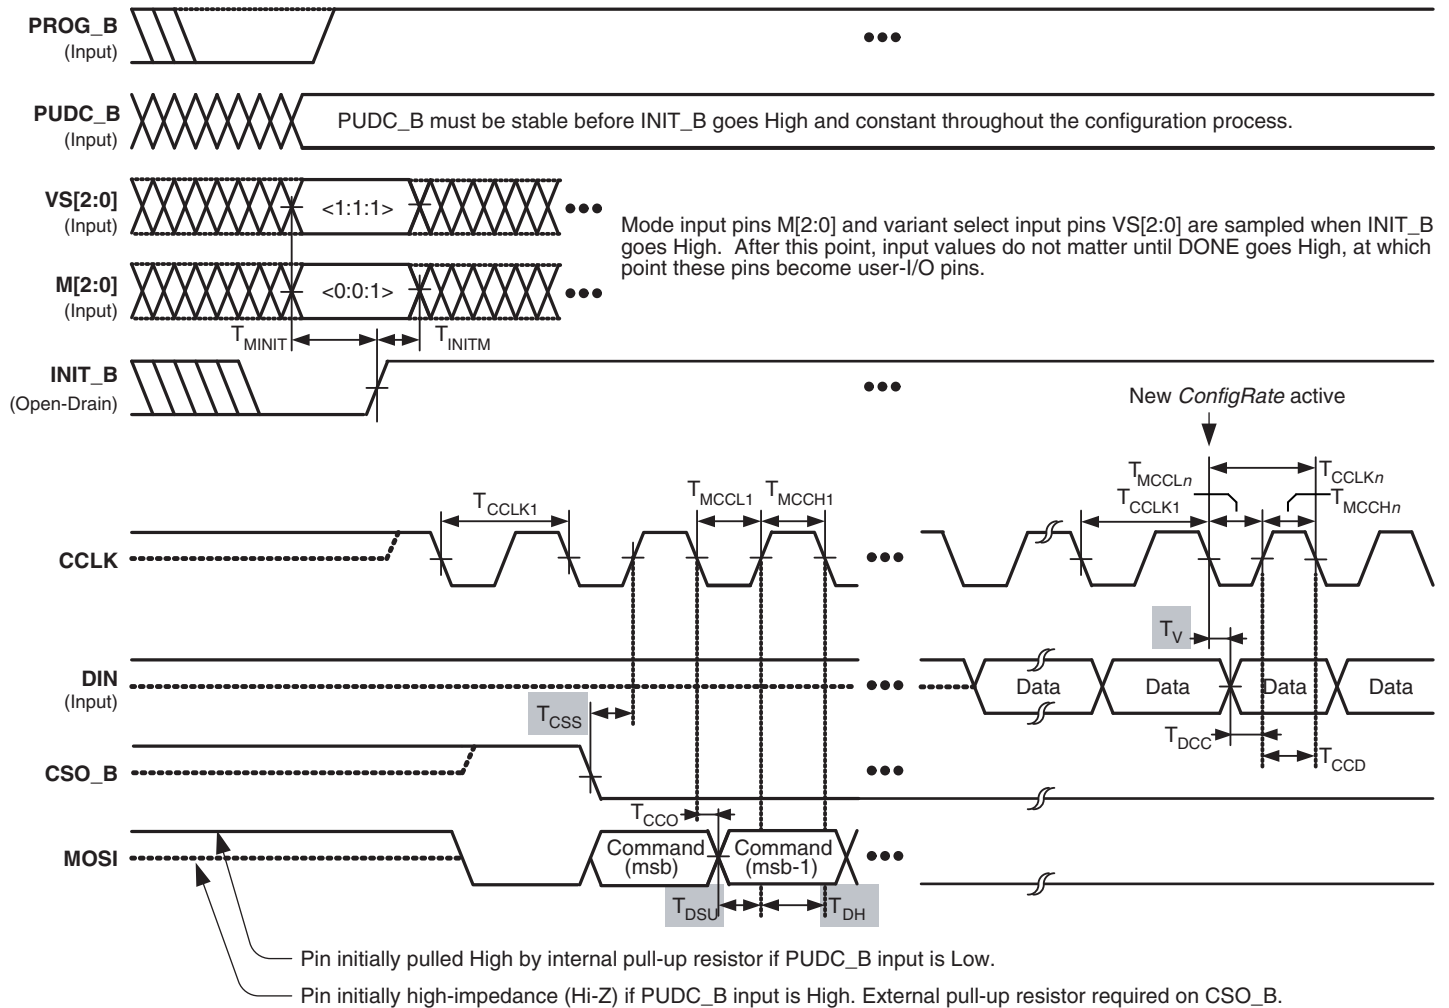 PROG_B
(Input)
PUDC_B
(Input)
PUDC_B must be stable before INIT_B goes High and constant throughout the configuration process.
VS[2:0]
(Input)
<1:1:1>
Mode input pins M[2:0] and variant select input pins VS[2:0] are sampled when INIT_B
goes High. After this point, input values do not matter until DONE goes High, at which
point these pins become user-I/O pins.
M[2:0]
(Input)
<0:0:1>
TMINIT
TINITM
INIT_B
(Open-Drain)
New ConfigRate active
TCCLK1
TMCCL1
TMCCH1
TMCCLn
TCCLKn
TCCLK1
TMCCHn
CCLK
TV
DIN
(Input)
Data
Data
Data
Data
TCSS
TDCC
TCCD
CSO_B
TCCO
MOSI
Command
(msb)
Command
(msb-1)
TDSU
TDH
Pin initially pulled High by internal pull-up resistor if PUDC_B input is Low.
Pin initially high-impedance (Hi-Z) if PUDC_B input is High. External pull-up resistor required on CSO_B.